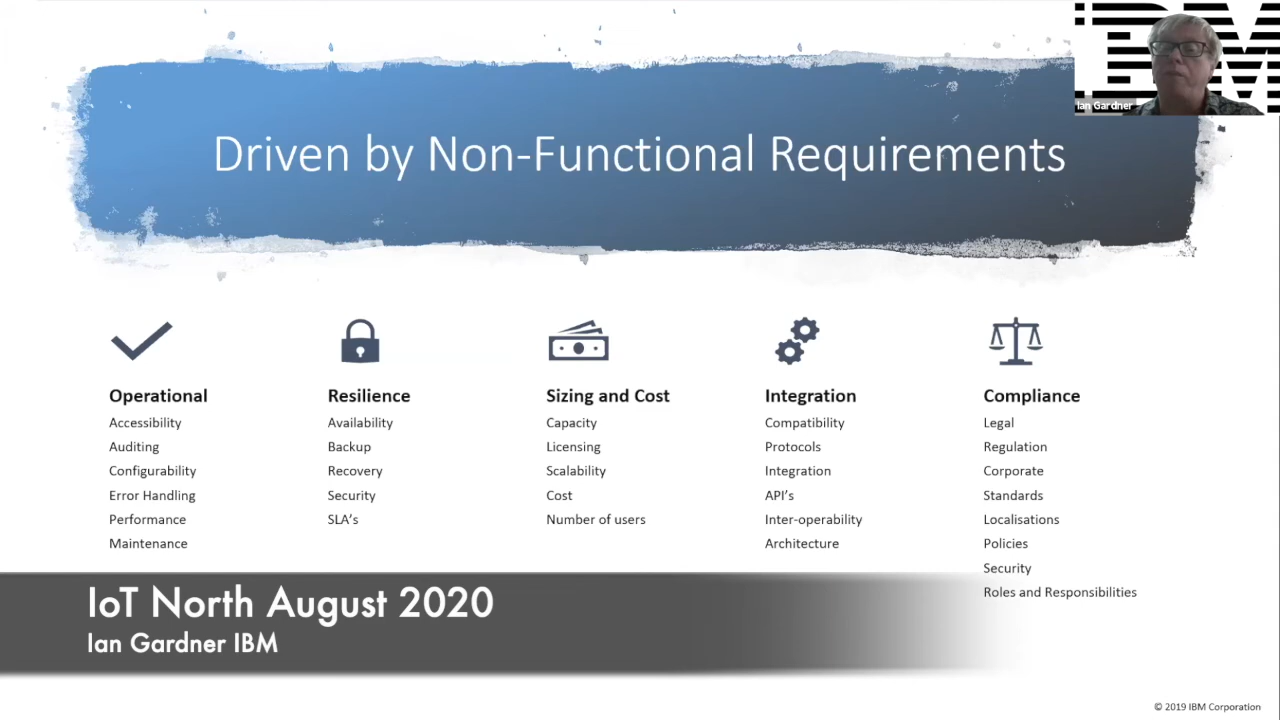 IBM
Ian Gardner
Driven by Non-Functional Requirements
Operational
Accessibility
Auditing
Configurability
Error Handling
Performance
Maintenance
Resilience
Availability
Backup
Recovery
Security
SLA's
Sizing and Cost
Capacity
Licensing
Scalability
Cost
Number of users
Integration
Compatibility
Protocols
Integration
API's
Inter-operability
Architecture
Compliance
Legal
Regulation
Corporate
Standards
Localisations
Policies
Security
Roles and Responsibilities
IoT North August 2020
Ian Gardner IBM
© 2019 IBM Corporation